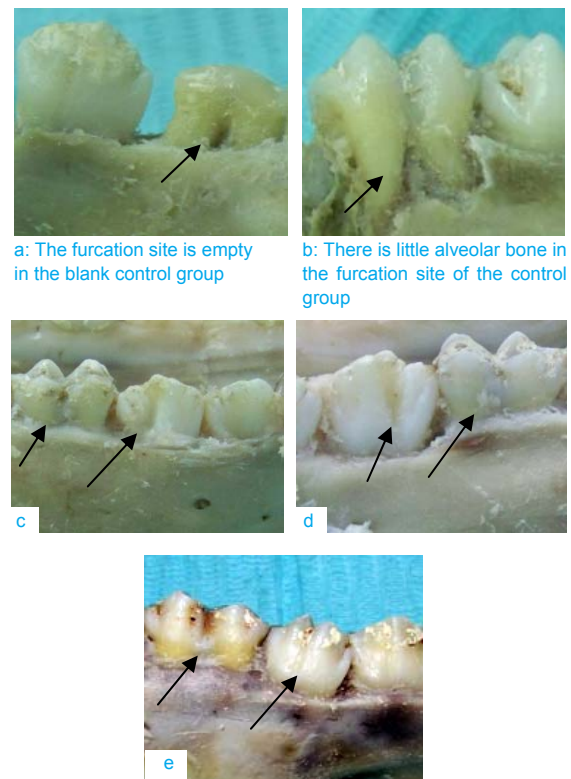 a: The furcation site is empty
in the blank control group
b: There is little alveolar bone in
the furcation site of the control
group
c
d
e